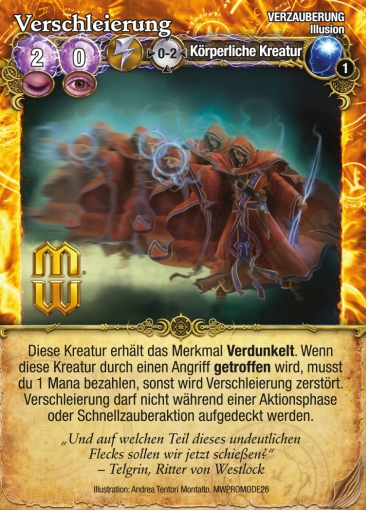 Verschleierung
VERZAUBERUNG
Illusion
2 0 0-2 Körperliche Kreatur 1
MW®
Diese Kreatur erhält das Merkmal Verdunkelt. Wenn
diese Kreatur durch einen Angriff getroffen wird, musst
du 1 Mana bezahlen, sonst wird Verschleierung zerstört.
Verschleierung darf nicht während einer Aktionsphase
oder Schnellzauberaktion aufgedeckt werden.
„Und auf welchen Teil dieses undeutlichen
Flecks sollen wir jetzt schießen?“
– Telgrin, Ritter von Westlock
Illustration: Andrea Tentori Montalto, MWPROMODE26